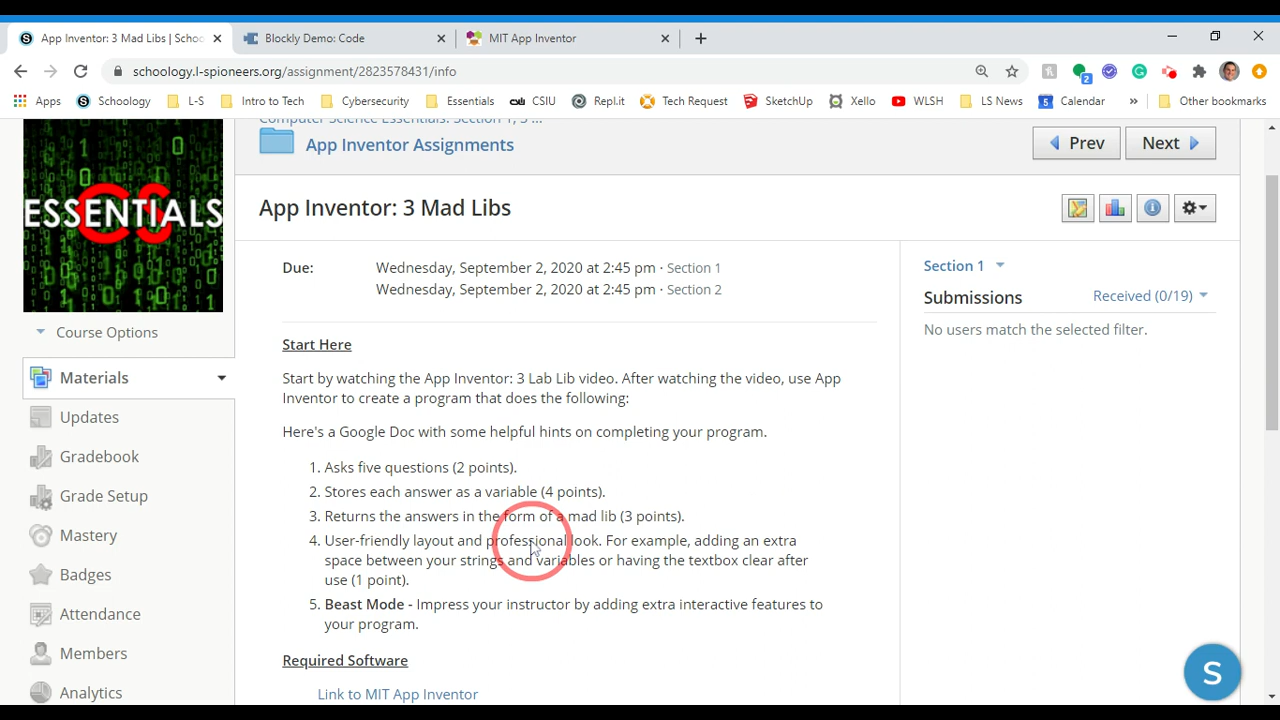 App Inventor: 3 Mad Libs | Schoo
Blockly Demo: Code
MIT App Inventor
schoology.l-spioneers.org/assignment/2823578431/info
2
Apps
Schoology
L-S
Intro to Tech
Cybersecurity
Essentials
CSIU
Repl.it
Tech Request
SketchUp
Xello
WLSH
LS News
5
Calendar
»
Other bookmarks
Computer Science Essentials: Section 1, S ...
App Inventor Assignments
Prev
Next
CS
ESSENTIALS
App Inventor: 3 Mad Libs
Due:
Wednesday, September 2, 2020 at 2:45 pm · Section 1
Wednesday, September 2, 2020 at 2:45 pm · Section 2
Section 1
Submissions
Received (0/19)
No users match the selected filter.
Course Options
Materials
Updates
Gradebook
Grade Setup
Mastery
Badges
Attendance
Members
Analytics
Start Here
Start by watching the App Inventor: 3 Lab Lib video. After watching the video, use App
Inventor to create a program that does the following:
Here's a Google Doc with some helpful hints on completing your program.
1. Asks five questions (2 points).
2. Stores each answer as a variable (4 points).
3. Returns the answers in the form of a mad lib (3 points).
4. User-friendly layout and professional look. For example, adding an extra
space between your strings and variables or having the textbox clear after
use (1 point).
5. Beast Mode - Impress your instructor by adding extra interactive features to
your program.
Required Software
Link to MIT App Inventor
S